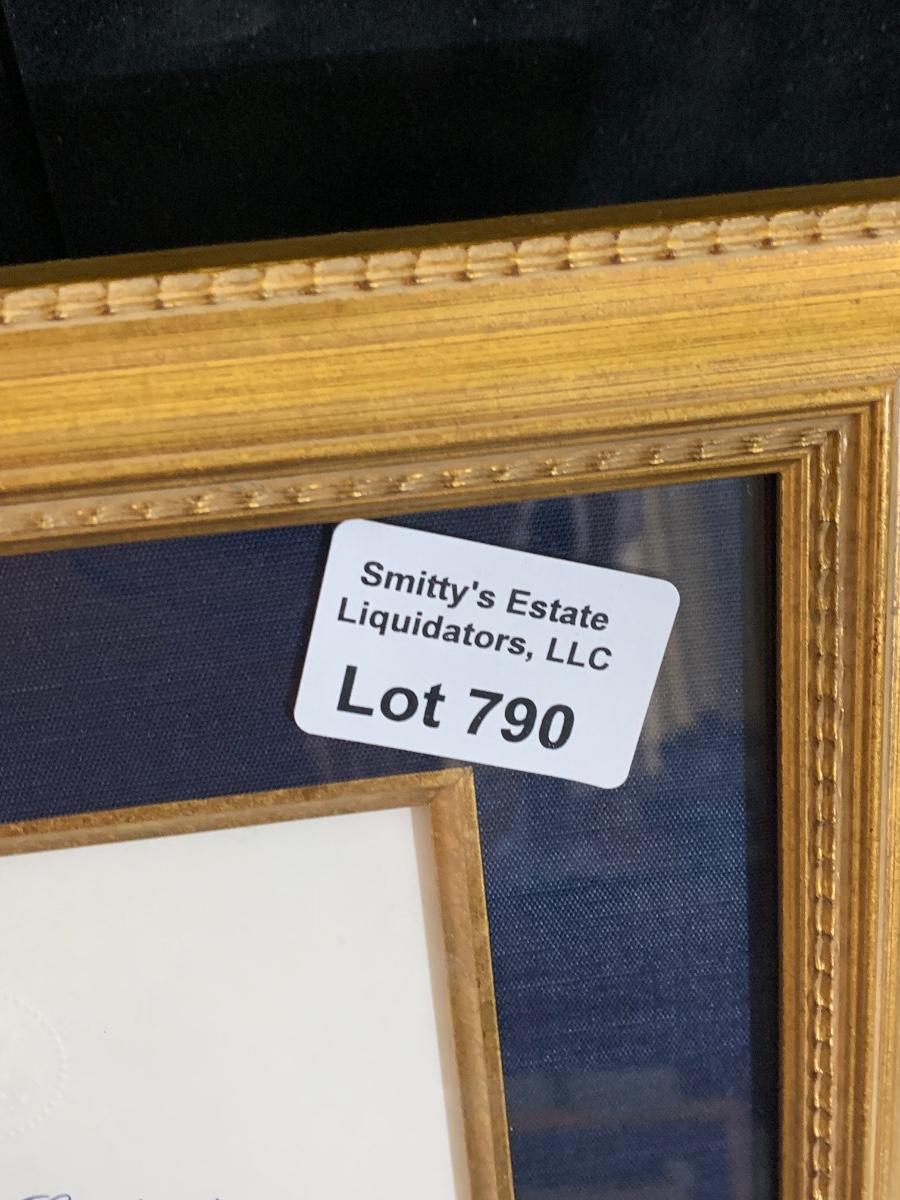 Smitty's Estate
Liquidators, LLC
Lot 790